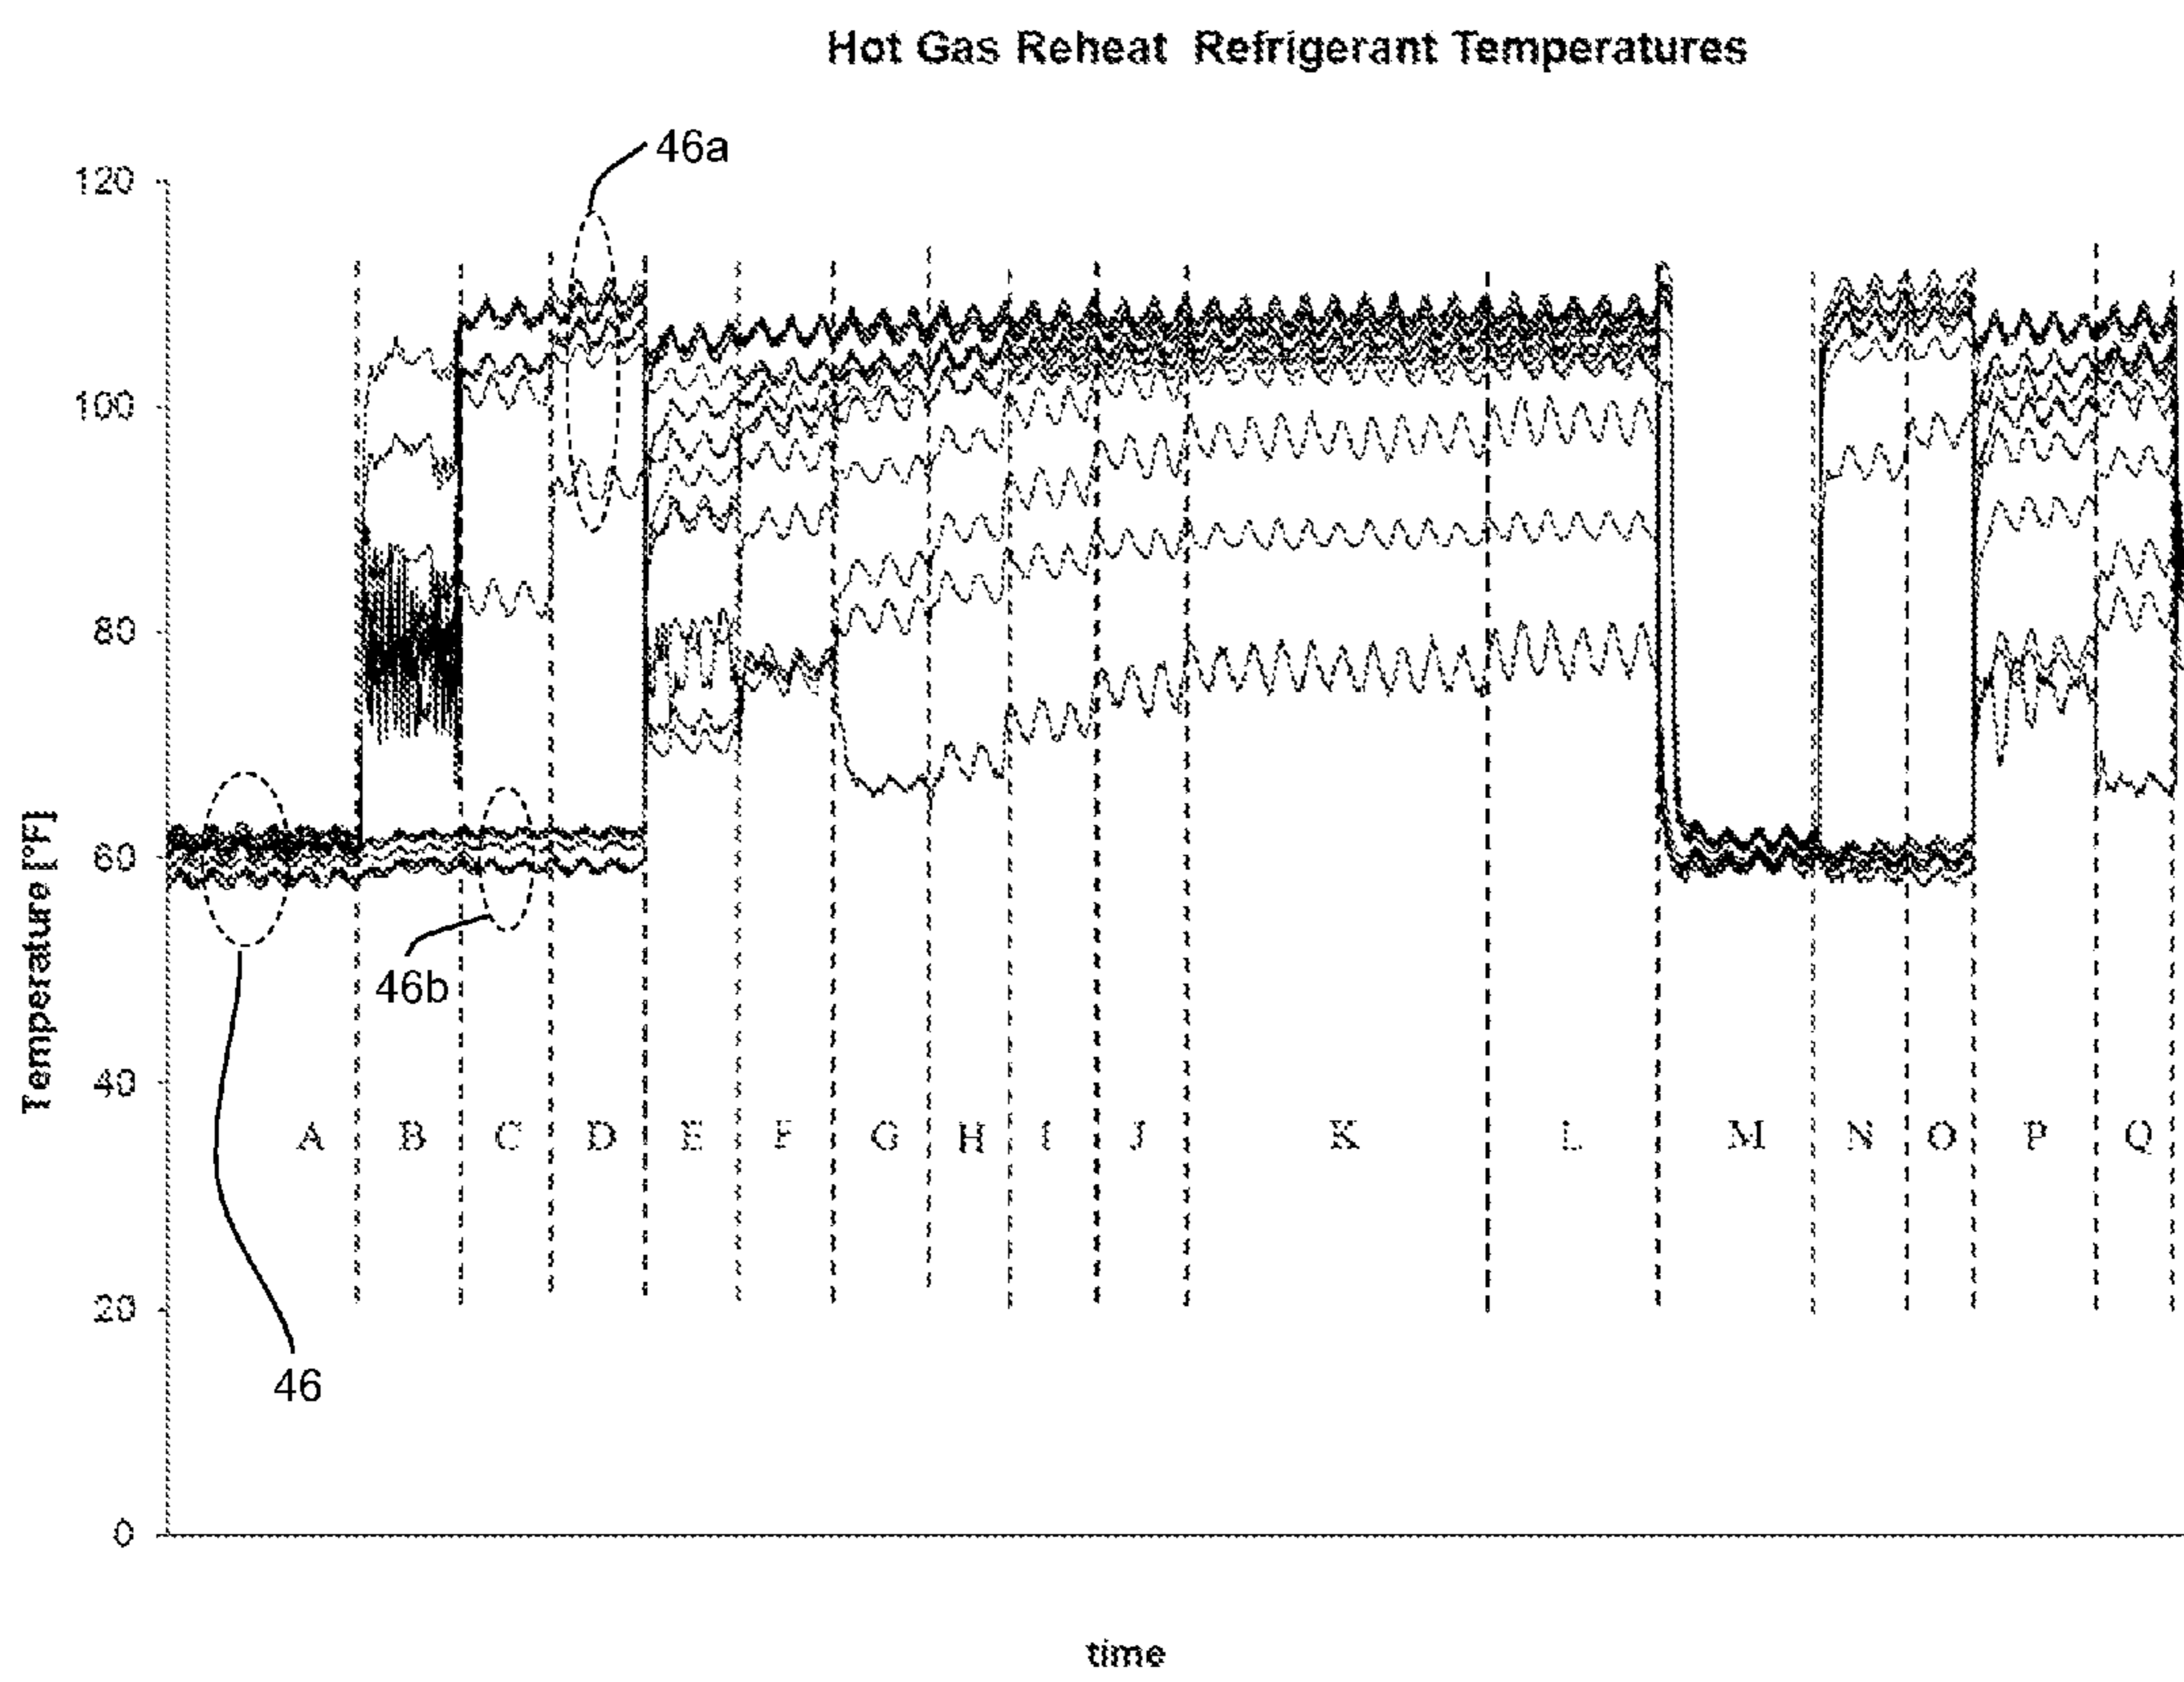 Hot Gas Reheat Refrigerant Temperatures
46a
120
100
80
60
40
20
0
Temperature [°F]
46b
A B C D E F G H I J K L M N O P Q
46
time